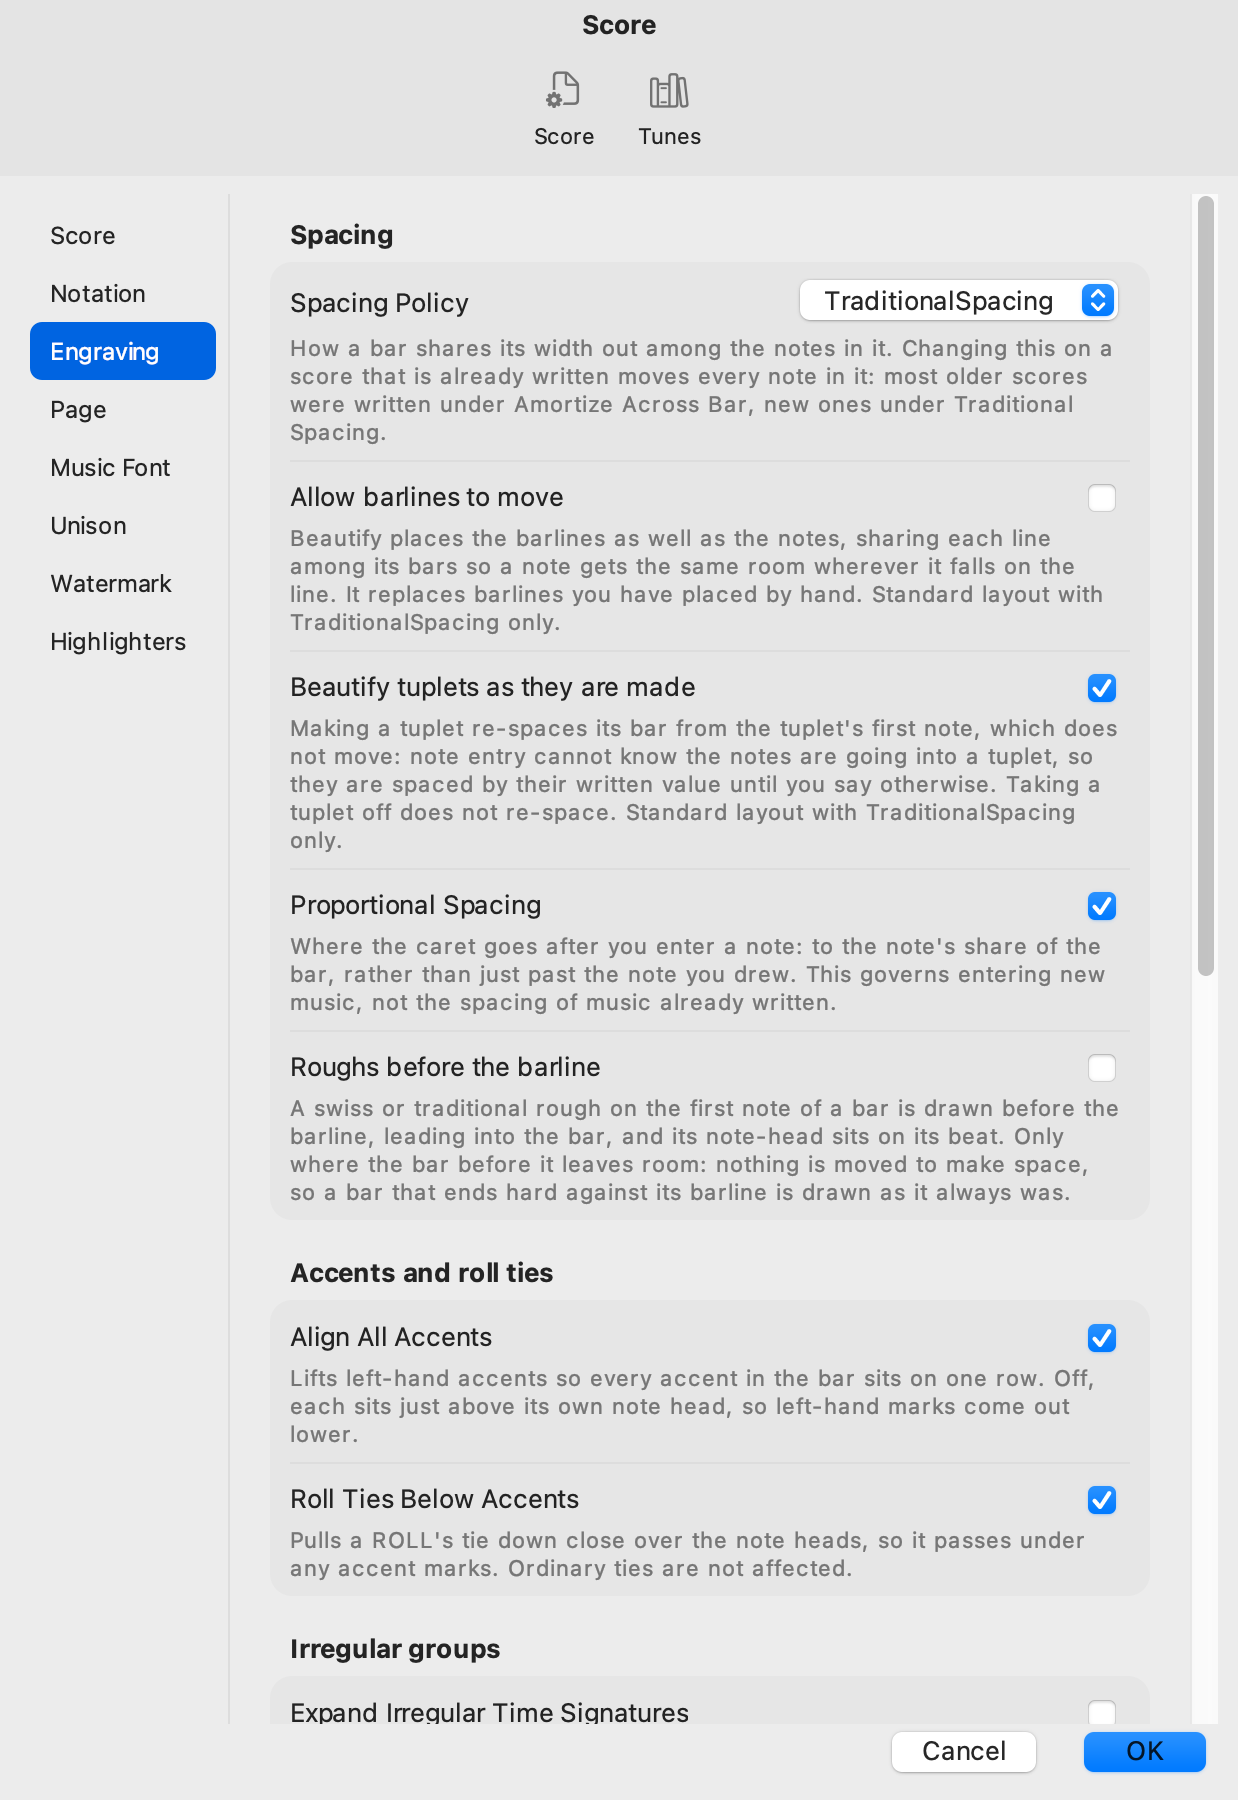 Score
Score
Tunes
Score
Notation
Engraving
Page
Music Font
Unison
Watermark
Highlighters
Spacing
Spacing Policy
TraditionalSpacing
How a bar shares its width out among the notes in it. Changing this on a
score that is already written moves every note in it: most older scores
were written under Amortize Across Bar, new ones under Traditional
Spacing.
Allow barlines to move
Beautify places the barlines as well as the notes, sharing each line
among its bars so a note gets the same room wherever it falls on the
line. It replaces barlines you have placed by hand. Standard layout with
TraditionalSpacing only.
Beautify tuplets as they are made
Making a tuplet re-spaces its bar from the tuplet's first note, which does
not move: note entry cannot know the notes are going into a tuplet, so
they are spaced by their written value until you say otherwise. Taking a
tuplet off does not re-space. Standard layout with TraditionalSpacing
only.
Proportional Spacing
Where the caret goes after you enter a note: to the note's share of the
bar, rather than just past the note you drew. This governs entering new
music, not the spacing of music already written.
Roughs before the barline
A swiss or traditional rough on the first note of a bar is drawn before the
barline, leading into the bar, and its note-head sits on its beat. Only
where the bar before it leaves room: nothing is moved to make space,
so a bar that ends hard against its barline is drawn as it always was.
Accents and roll ties
Align All Accents
Lifts left-hand accents so every accent in the bar sits on one row. Off,
each sits just above its own note head, so left-hand marks come out
lower.
Roll Ties Below Accents
Pulls a ROLL's tie down close over the note heads, so it passes under
any accent marks. Ordinary ties are not affected.
Irregular groups
Expand Irregular Time Signatures
Cancel
OK